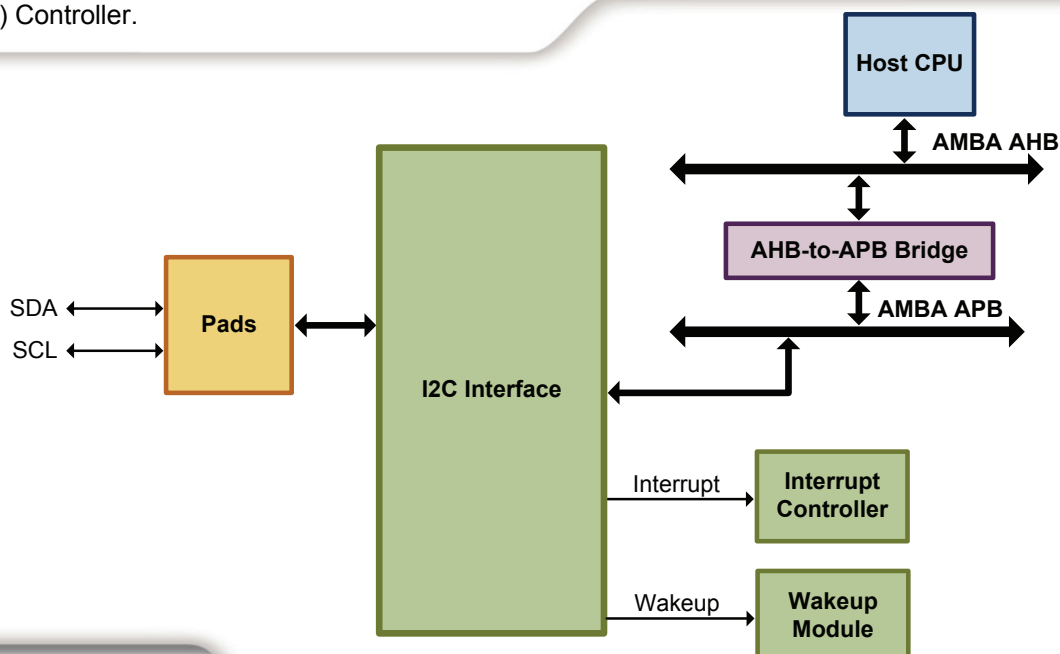 ) Controller.
Host CPU
AMBA AHB
AHB-to-APB Bridge
AMBA APB
SDA
SCL
Pads
I2C Interface
Interrupt
Interrupt
Controller
Wakeup
Wakeup
Module